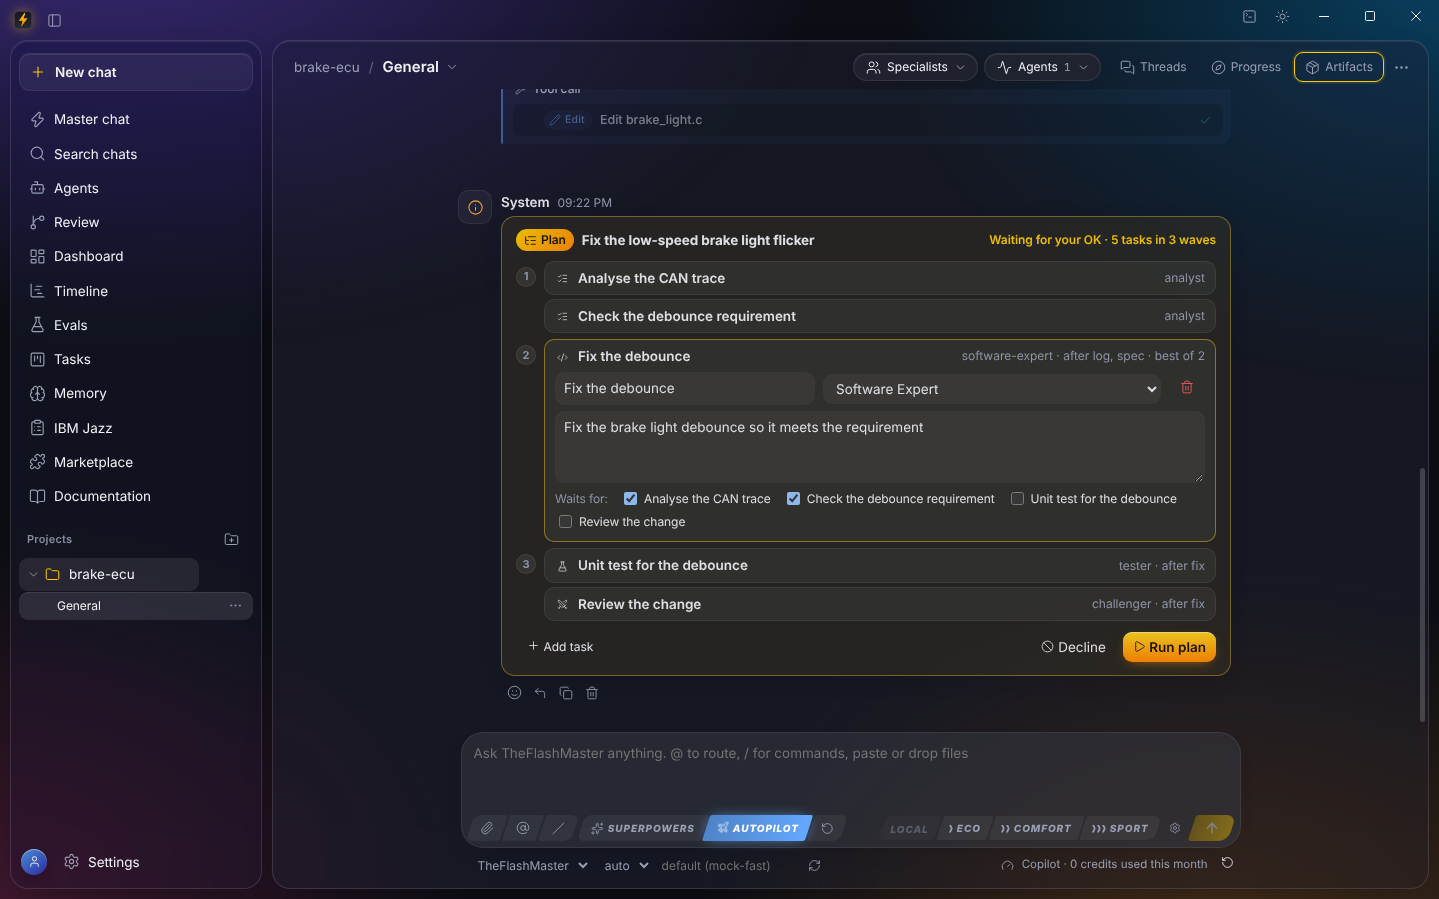 New chat
Master chat
Search chats
Agents
Review
Dashboard
Timeline
Evals
Tasks
Memory
IBM Jazz
Marketplace
Documentation
Projects
brake-ecu
General
Settings
brake-ecu / General
Specialists
Agents 1
Threads
Progress
Artifacts
Tool call
Edit Edit brake_light.c
System 09:22 PM
Plan Fix the low-speed brake light flicker Waiting for your OK · 5 tasks in 3 waves
1 Analyse the CAN trace analyst
Check the debounce requirement analyst
2 Fix the debounce software-expert · after log, spec · best of 2
Fix the debounce Software Expert
Fix the brake light debounce so it meets the requirement
Waits for: Analyse the CAN trace Check the debounce requirement Unit test for the debounce
Review the change
3 Unit test for the debounce tester · after fix
Review the change challenger · after fix
+ Add task Decline Run plan
Ask TheFlashMaster anything. @ to route, / for commands, paste or drop files
@ / SUPERPOWERS AUTOPILOT LOCAL ECO COMFORT SPORT
TheFlashMaster auto default (mock-fast) Copilot · 0 credits used this month